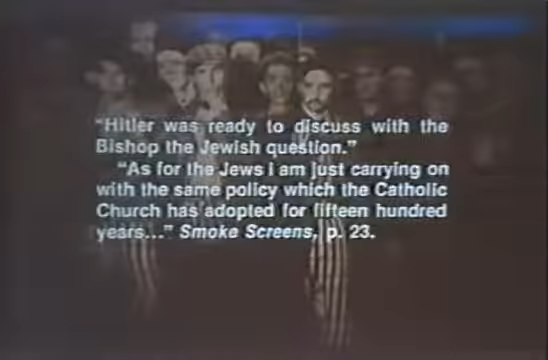 "Hitler was ready to discuss with the
Bishop the Jewish question."
"As for the Jews I am just carrying on
with the same policy which the Catholic
Church has adopted for fifteen hundred
years..." Smoke Screens, p. 23.